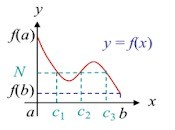 y
f(a)
y = f(x)
N
f(b)
a c₁ c₂ c₃ b x